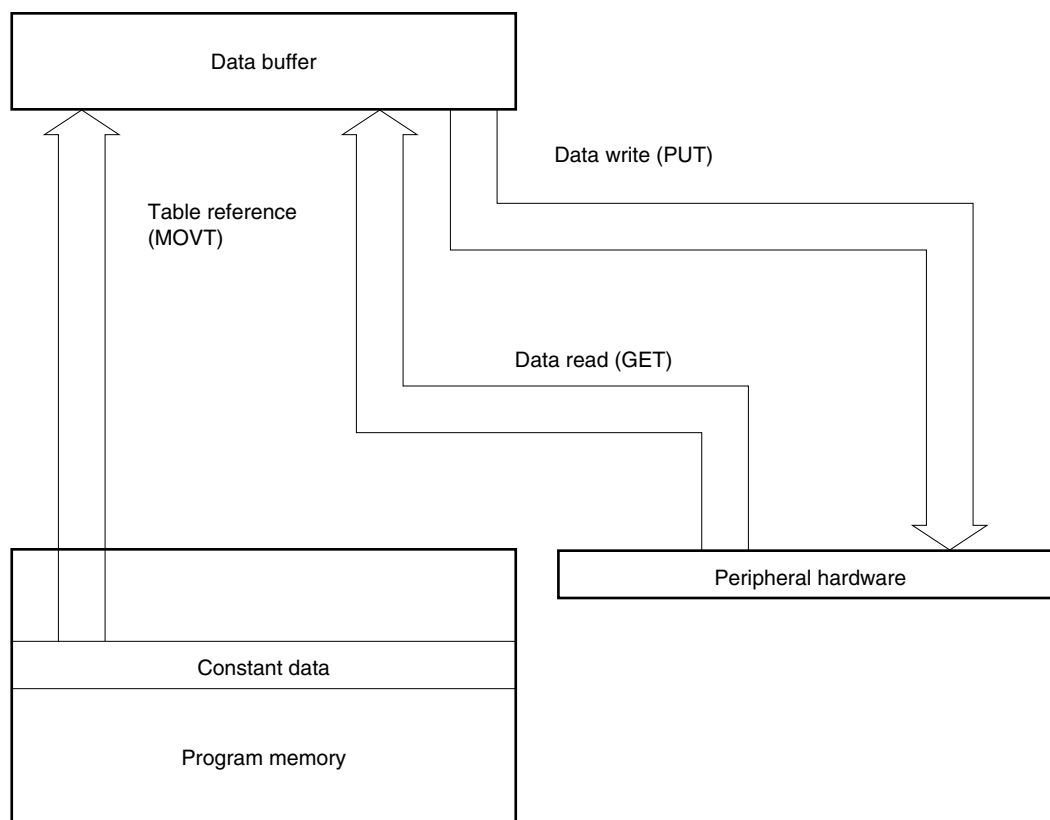 Data buffer
Data write (PUT)
Table reference
(MOVT)
Data read (GET)
Peripheral hardware
Constant data
Program memory